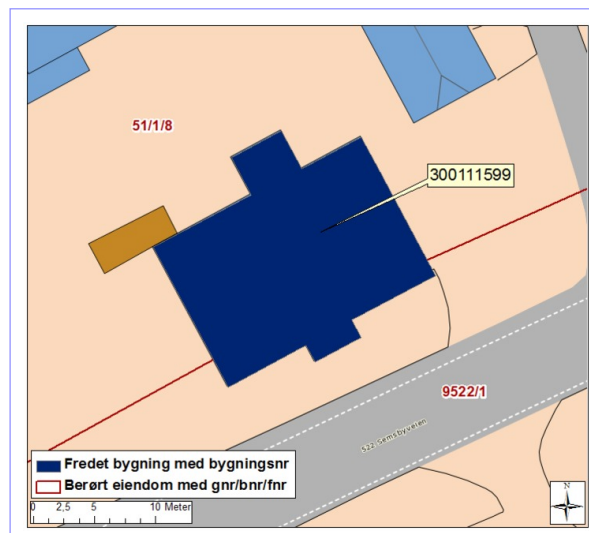 51/1/8
300111599
9522/1
522 Semsbyveien
Fredet bygning med bygningsnr
Berørt eiendom med gnr/bnr/fnr
0 2,5 5 10 Meter
N